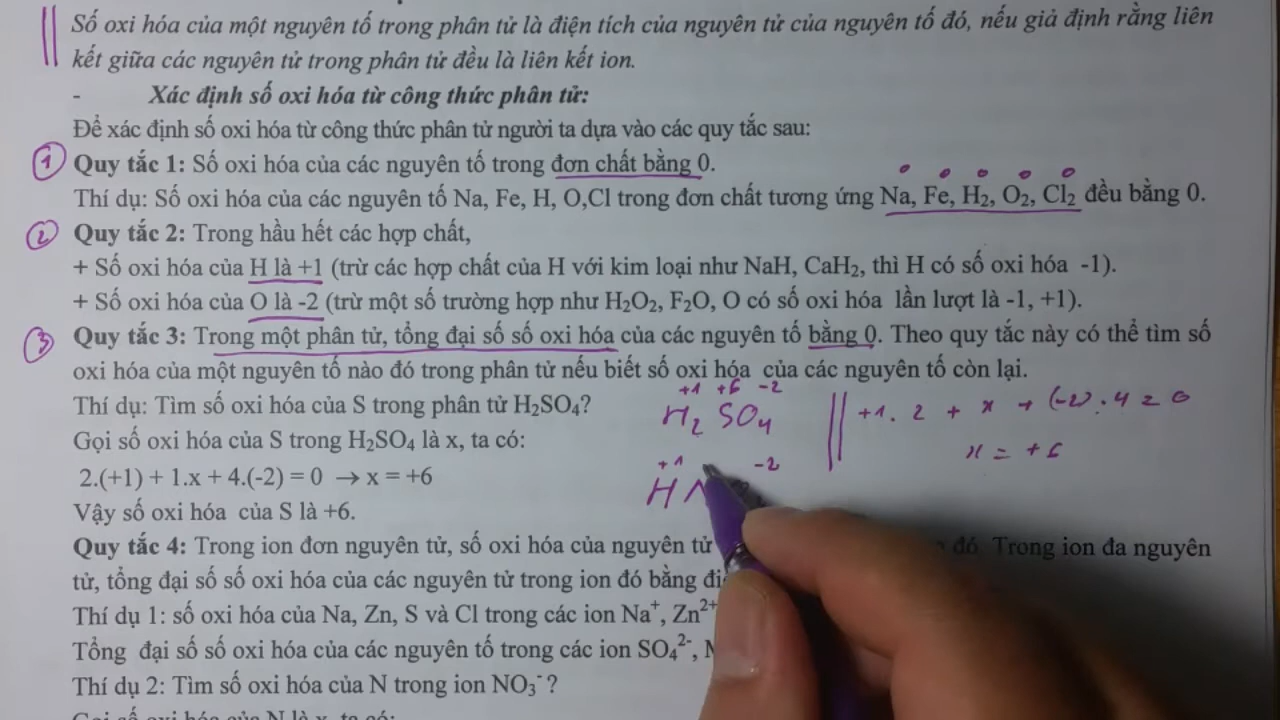 Số oxi hóa của một nguyên tố trong phân tử là điện tích của nguyên tử của nguyên tố đó, nếu giả định rằng liên
kết giữa các nguyên tử trong phân tử đều là liên kết ion.
- Xác định số oxi hóa từ công thức phân tử:
Để xác định số oxi hóa từ công thức phân tử người ta dựa vào các quy tắc sau:
1 Quy tắc 1: Số oxi hóa của các nguyên tố trong đơn chất bằng 0.
0 0 0 0 0
Thí dụ: Số oxi hóa của các nguyên tố Na, Fe, H, O,Cl trong đơn chất tương ứng Na, Fe, H₂, O₂, Cl₂ đều bằng 0.
2 Quy tắc 2: Trong hầu hết các hợp chất,
+ Số oxi hóa của H là +1 (trừ các hợp chất của H với kim loại như NaH, CaH₂, thì H có số oxi hóa -1).
+ Số oxi hóa của O là -2 (trừ một số trường hợp như H₂O₂, F₂O, O có số oxi hóa lần lượt là -1, +1).
3 Quy tắc 3: Trong một phân tử, tổng đại số số oxi hóa của các nguyên tố bằng 0. Theo quy tắc này có thể tìm số
oxi hóa của một nguyên tố nào đó trong phân tử nếu biết số oxi hóa của các nguyên tố còn lại.
+1 +6 -2
Thí dụ: Tìm số oxi hóa của S trong phân tử H₂SO₄? H₂SO₄ +1. 2 + x + (-2).4 = 0
Gọi số oxi hóa của S trong H₂SO₄ là x, ta có: x = +6
+1 -2
2.(+1) + 1.x + 4.(-2) = 0 → x = +6 H
Vậy số oxi hóa của S là +6.
Quy tắc 4: Trong ion đơn nguyên tử, số oxi hóa của nguyên tử đó. Trong ion đa nguyên
tử, tổng đại số số oxi hóa của các nguyên tử trong ion đó bằng
Thí dụ 1: số oxi hóa của Na, Zn, S và Cl trong các ion Na⁺, Zn²⁺
Tổng đại số số oxi hóa của các nguyên tố trong các ion SO₄²⁻,
Thí dụ 2: Tìm số oxi hóa của N trong ion NO₃⁻?
Gọi số oxi hóa của N là x, ta có: